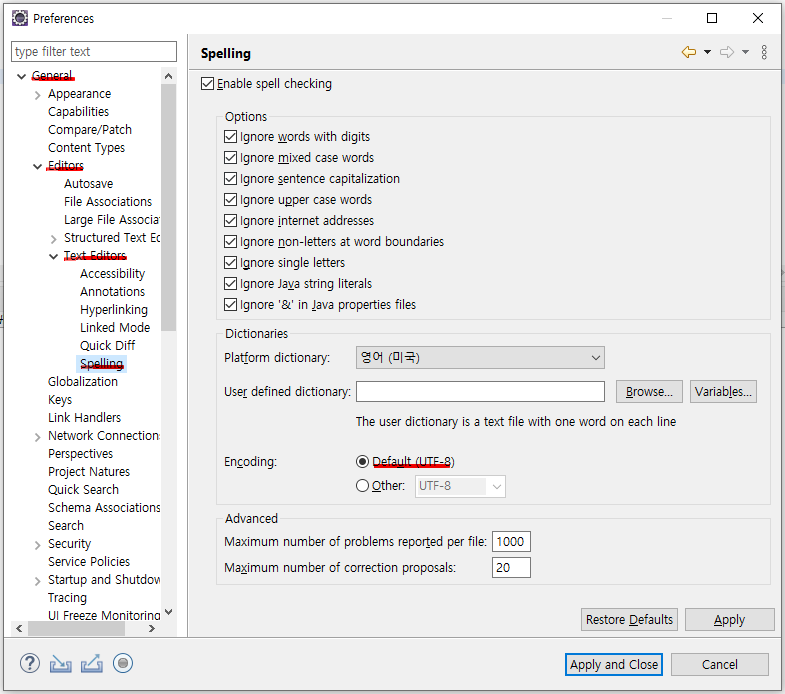 Preferences
type filter text
General
Appearance
Capabilities
Compare/Patch
Content Types
Editors
Autosave
File Associations
Large File Associa
Structured Text Ec
Text Editors
Accessibility
Annotations
Hyperlinking
Linked Mode
Quick Diff
Spelling
Globalization
Keys
Link Handlers
Network Connection
Perspectives
Project Natures
Quick Search
Schema Associations
Search
Security
Service Policies
Startup and Shutdov
Tracing
UI Freeze Monitoring
Spelling
Enable spell checking
Options
Ignore words with digits
Ignore mixed case words
Ignore sentence capitalization
Ignore upper case words
Ignore internet addresses
Ignore non-letters at word boundaries
Ignore single letters
Ignore Java string literals
Ignore '&' in Java properties files
Dictionaries
Platform dictionary: 영어 (미국)
User defined dictionary: Browse... Variables...
The user dictionary is a text file with one word on each line
Encoding: Default (UTF-8)
Other: UTF-8
Advanced
Maximum number of problems reported per file: 1000
Maximum number of correction proposals: 20
Restore Defaults Apply
? Apply and Close Cancel